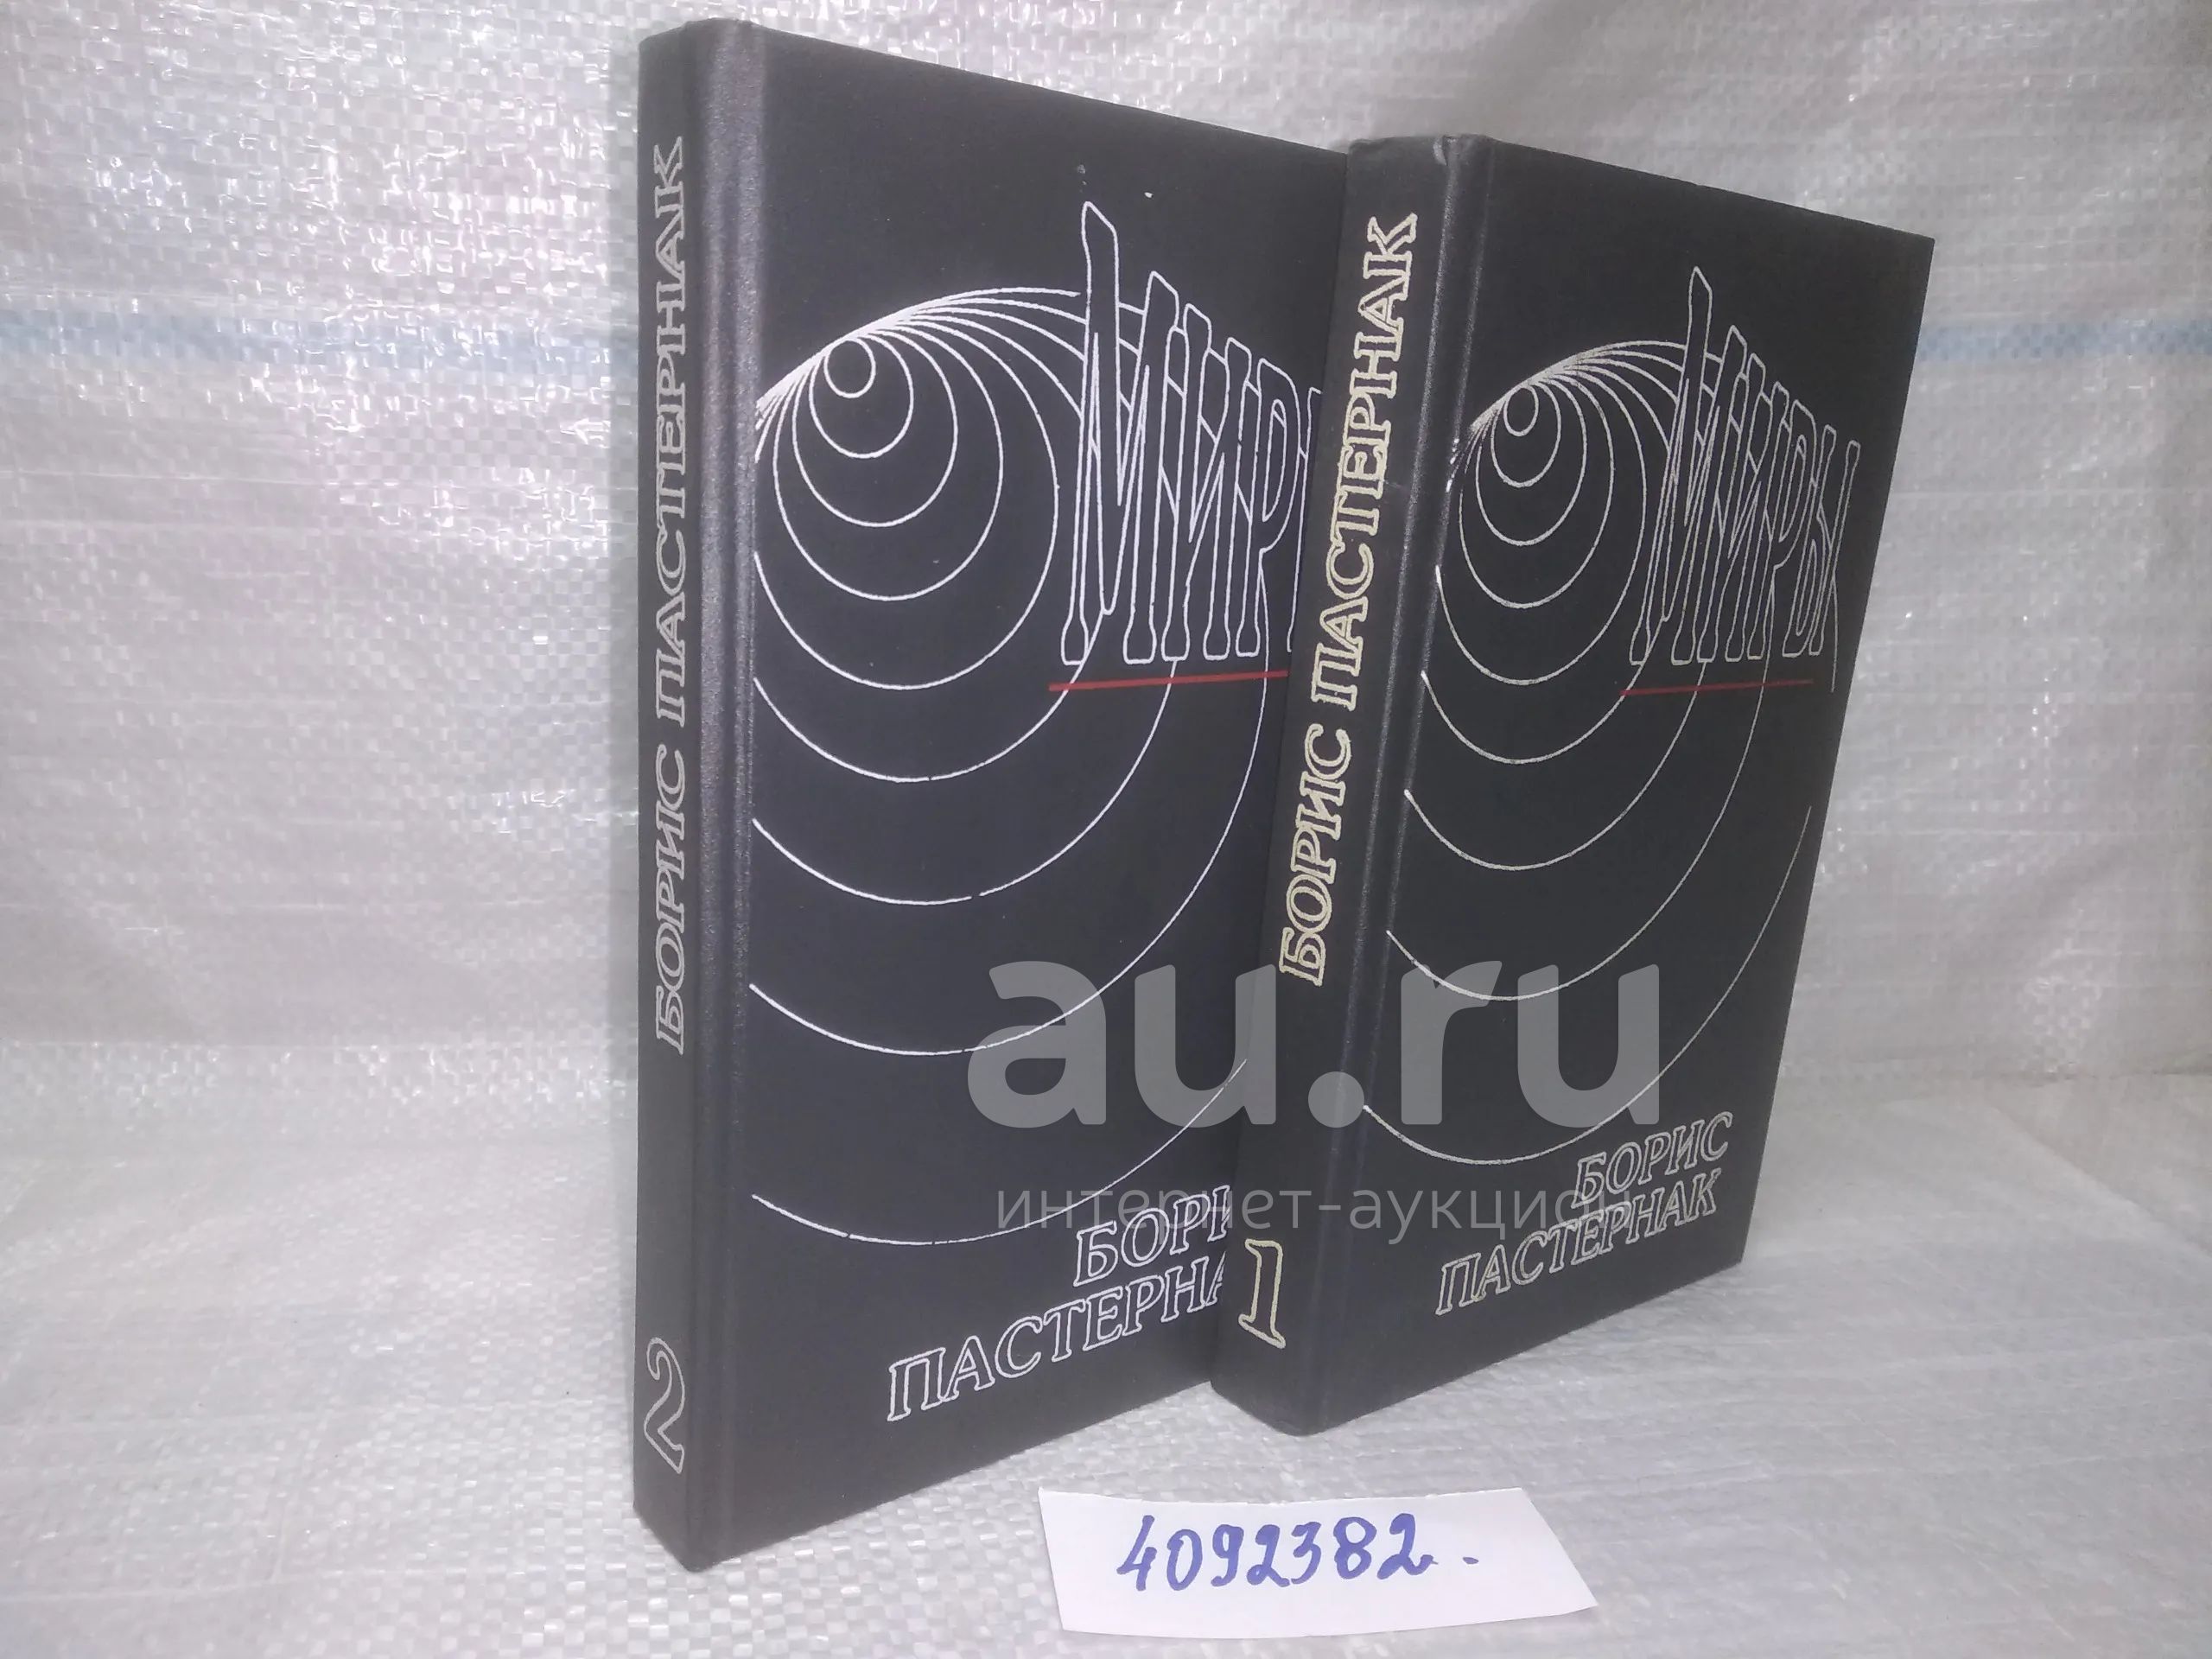 БОРИС ПАСТЕРНАК
2
МИРЫ
БОРИС
ПАСТЕРНАК
БОРИС ПАСТЕРНАК
1
МИРЫ
БОРИС
ПАСТЕРНАК
au.ru
интернет-аукцион
4092382.